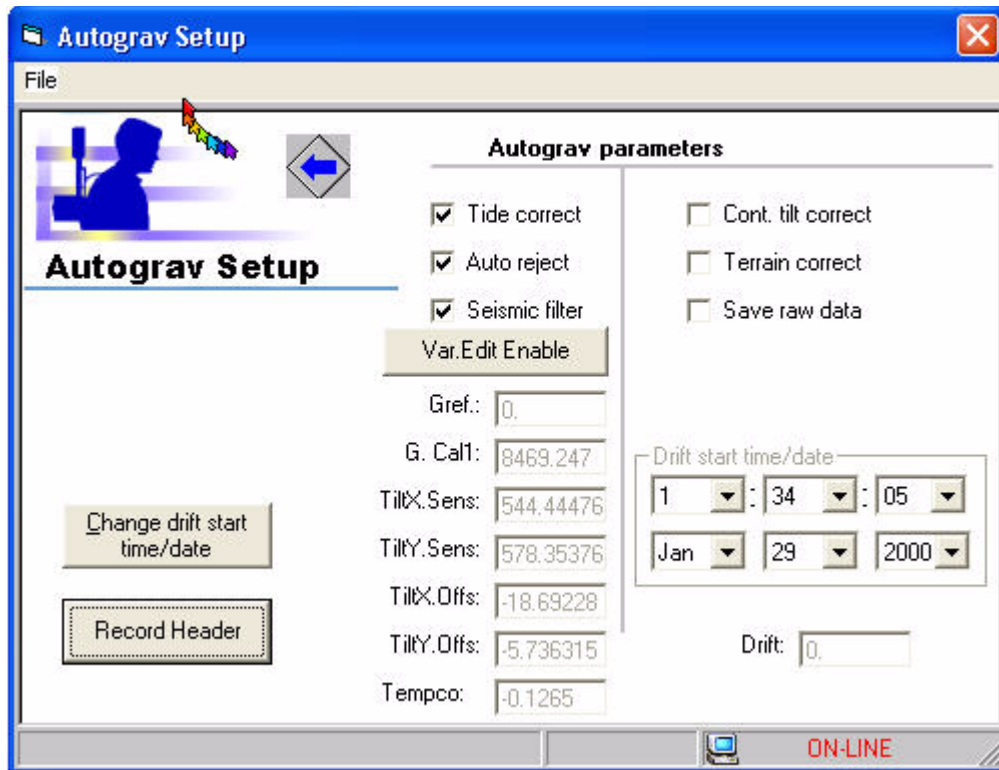 Autograv Setup
File
Autograv Setup
Autograv parameters
Tide correct
Auto reject
Seismic filter
Cont. tilt correct
Terrain correct
Save raw data
Var.Edit Enable
Gref.: 0.
G. Cal1: 8469.247
TiltX.Sens: 544.44476
TiltY.Sens: 578.35376
TiltX.Offs: -18.69228
TiltY.Offs: -5.736315
Tempco: -0.1265
Change drift start
time/date
Record Header
Drift start time/date
1 : 34 : 05
Jan 29 2000
Drift: 0.
ON-LINE